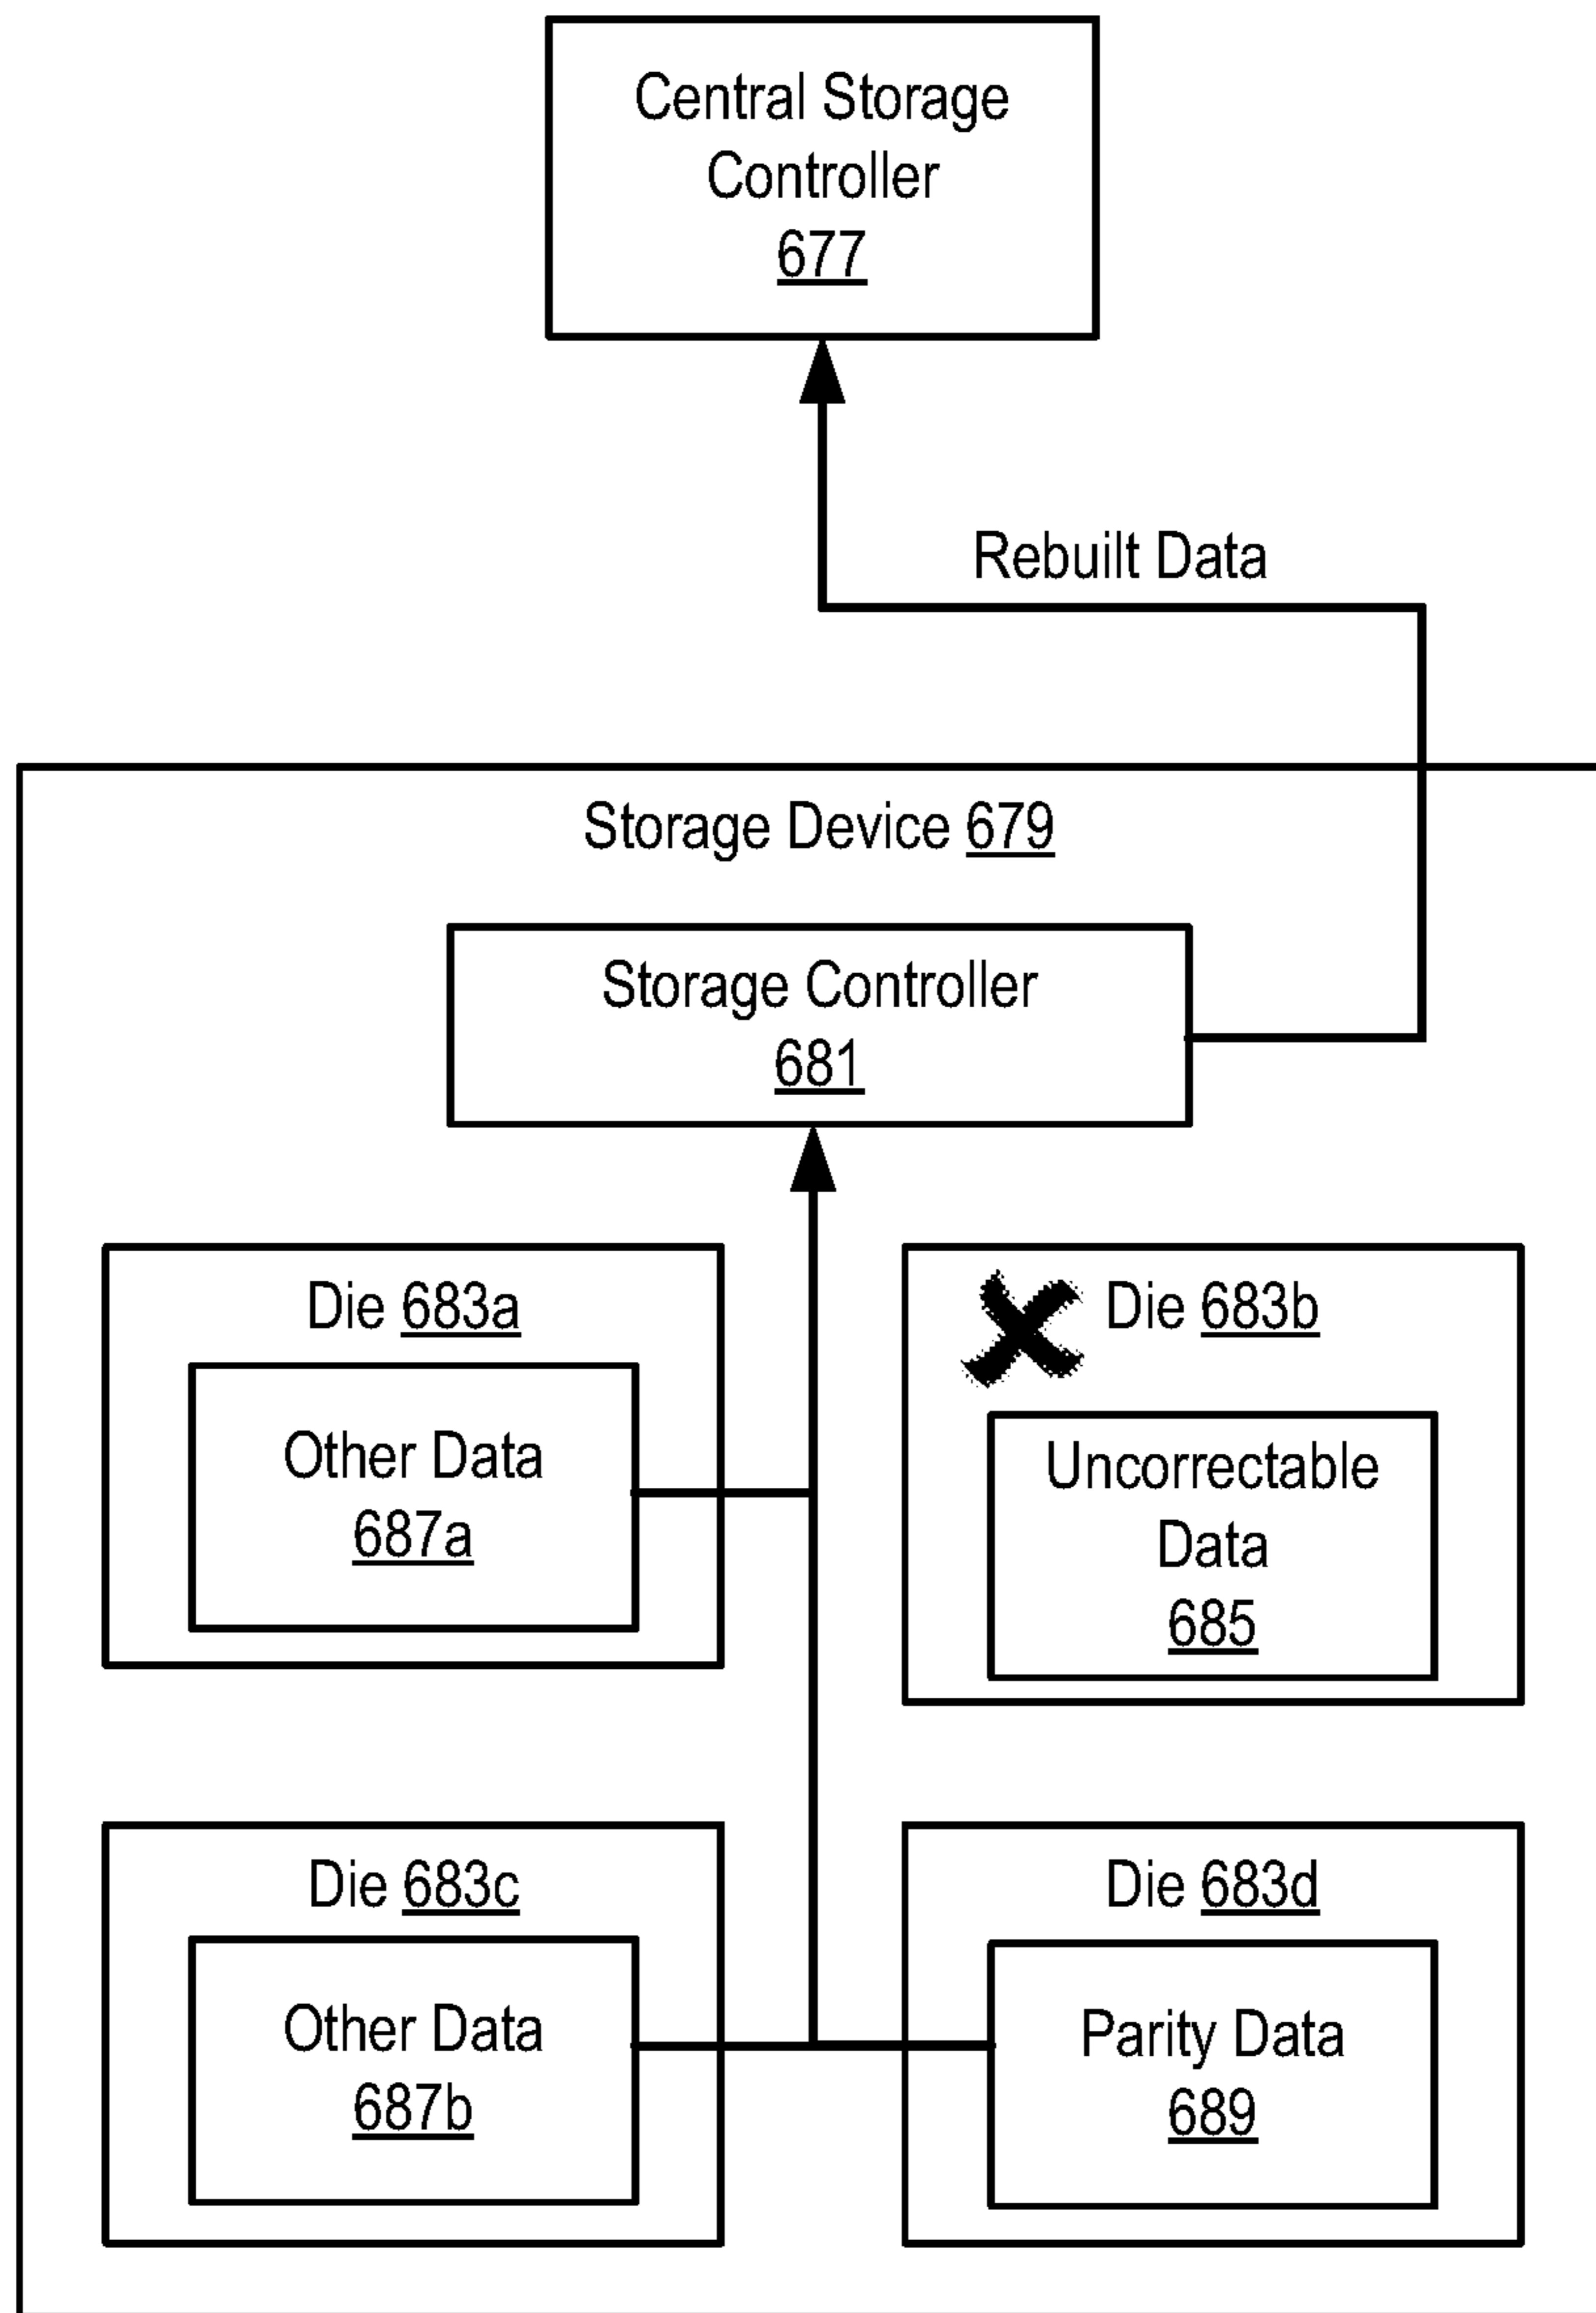 Central Storage
Controller
677
Rebuilt Data
Storage Device 679
Storage Controller
681
Die 683a
Other Data
687a
Die 683b
Uncorrectable
Data
685
Die 683c
Other Data
687b
Die 683d
Parity Data
689